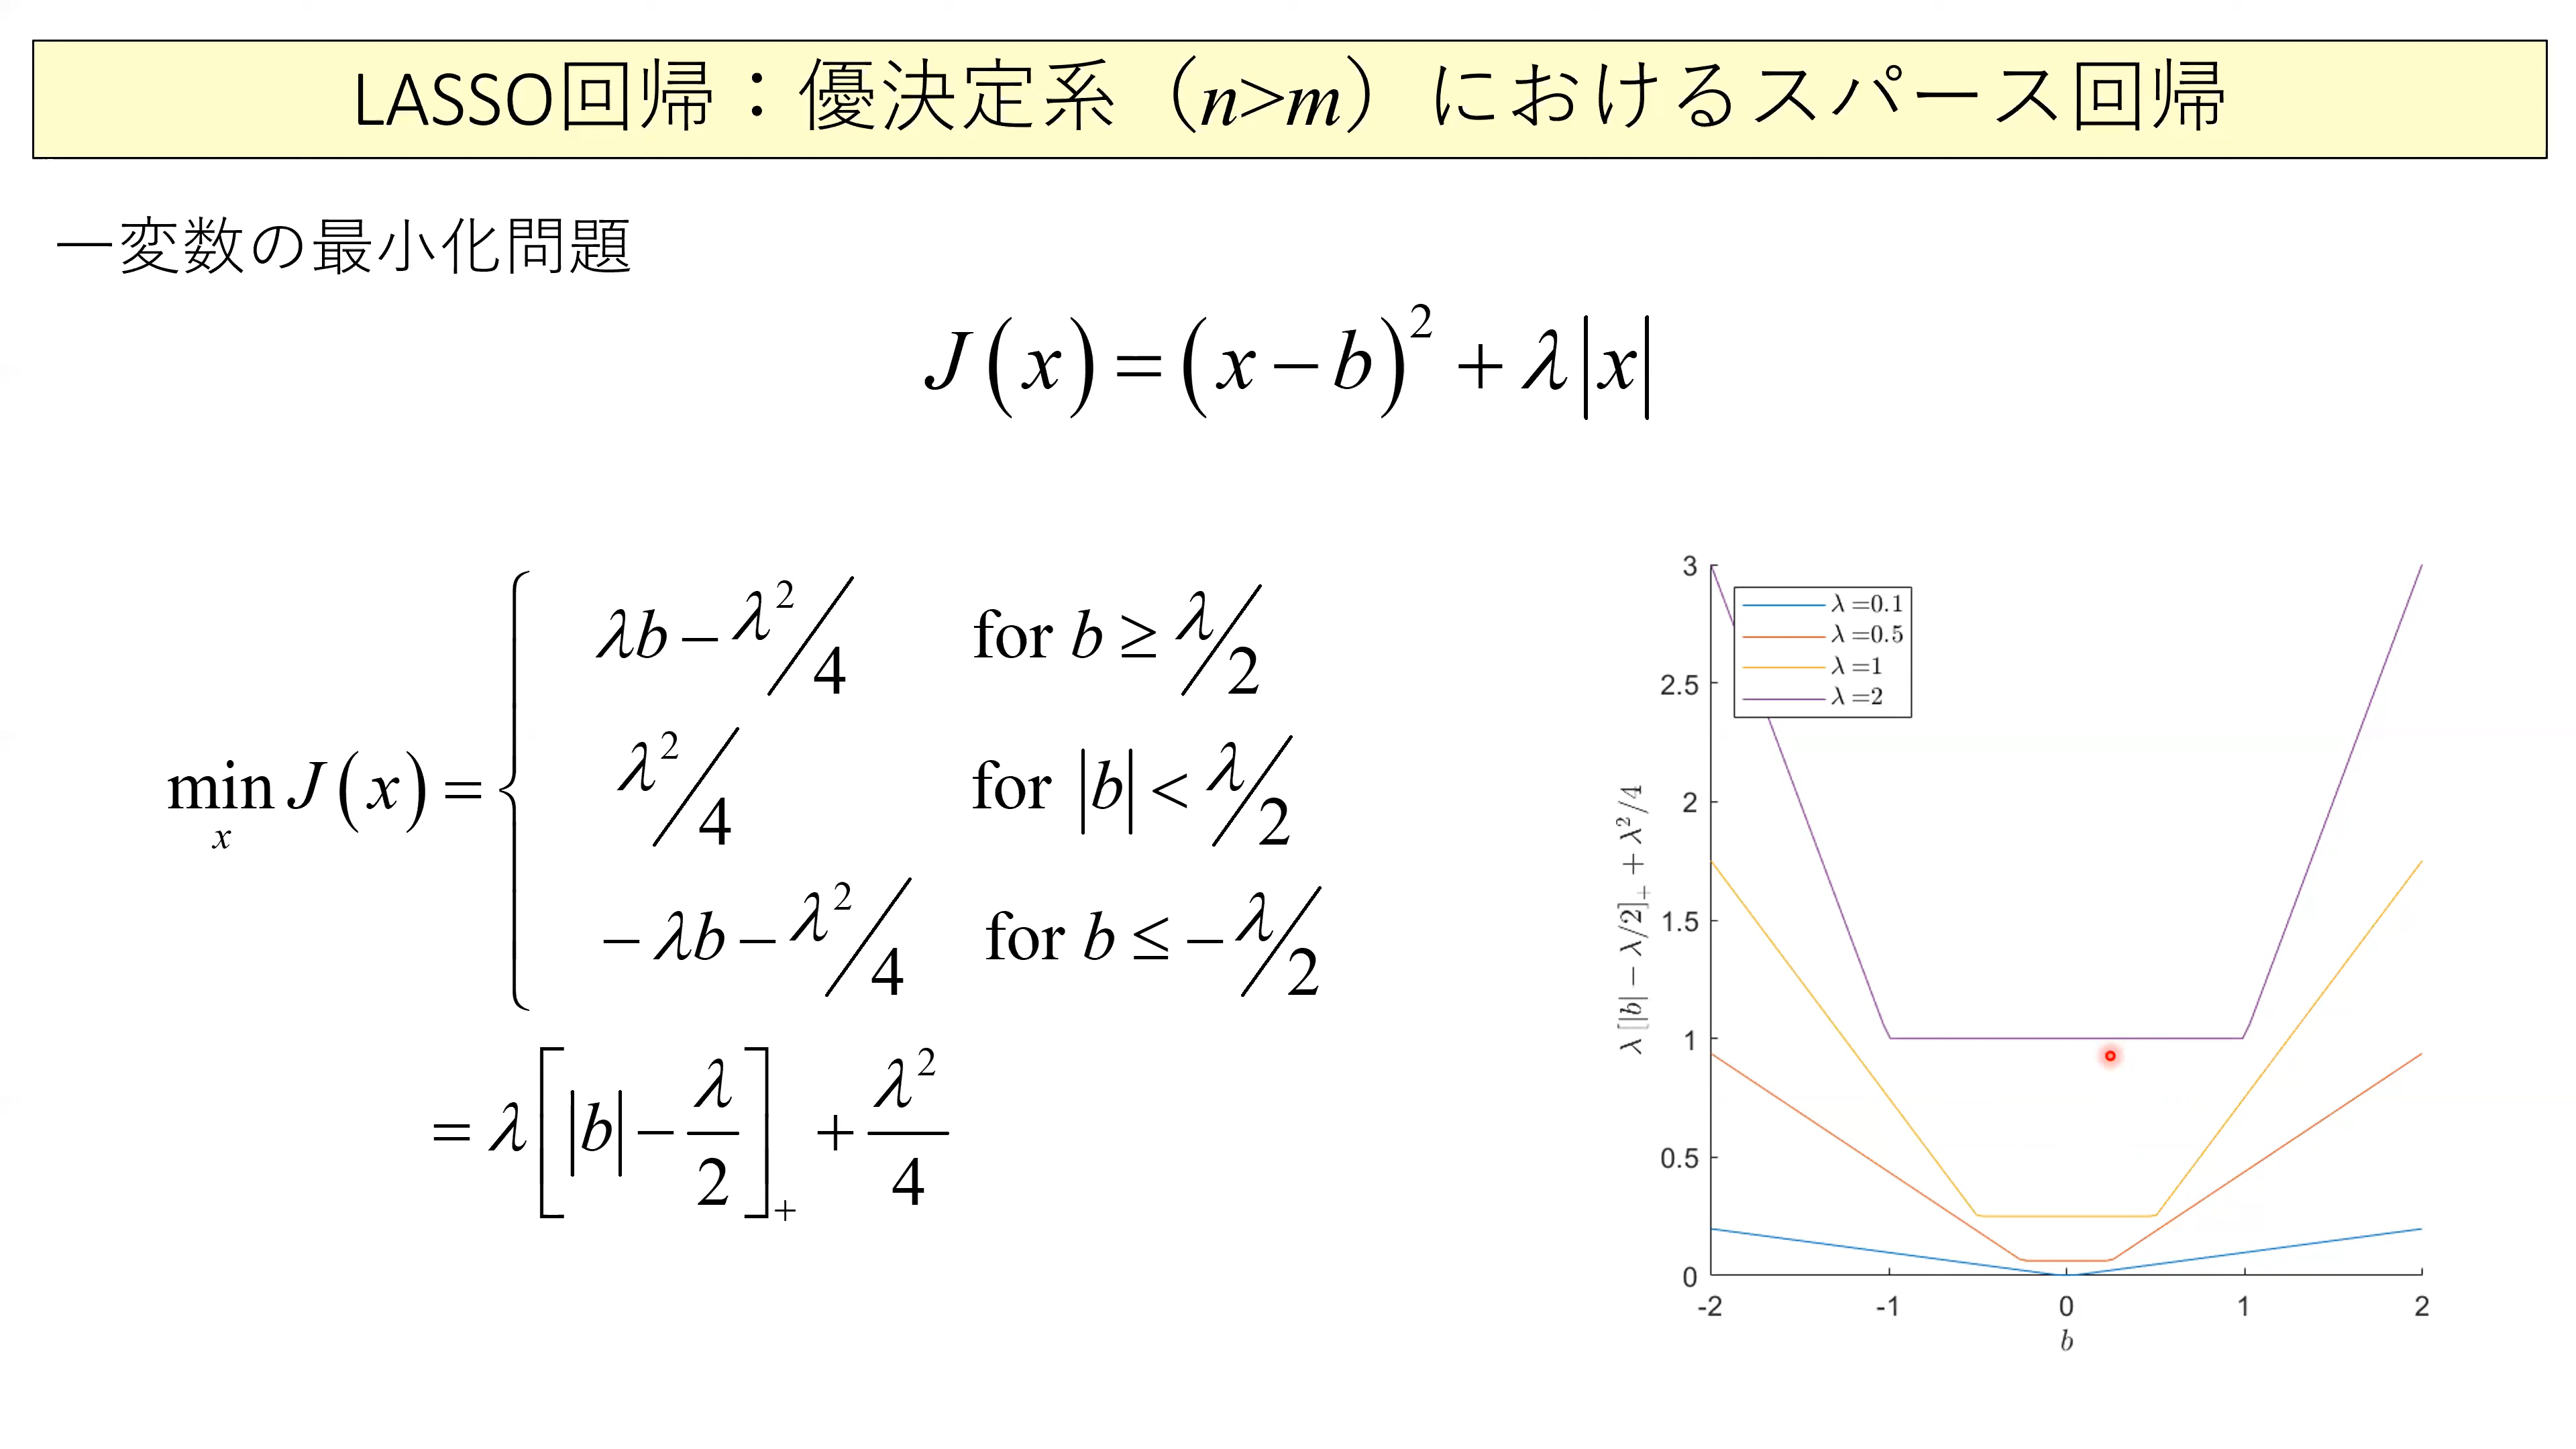 LASSO回帰：優決定系（n>m）におけるスパース回帰
一変数の最小化問題
J(x)=(x−b)²+λ|x|
min J(x)=
x
λb−λ²/4 for b≥λ/2
λ²/4 for |b|<λ/2
−λb−λ²/4 for b≤−λ/2
=λ[|b|−λ/2]₊+λ²/4
λ[|b|−λ/2]₊+λ²/4
3
2.5
2
1.5
1
0.5
0
λ=0.1
λ=0.5
λ=1
λ=2
-2 -1 0 1 2
b